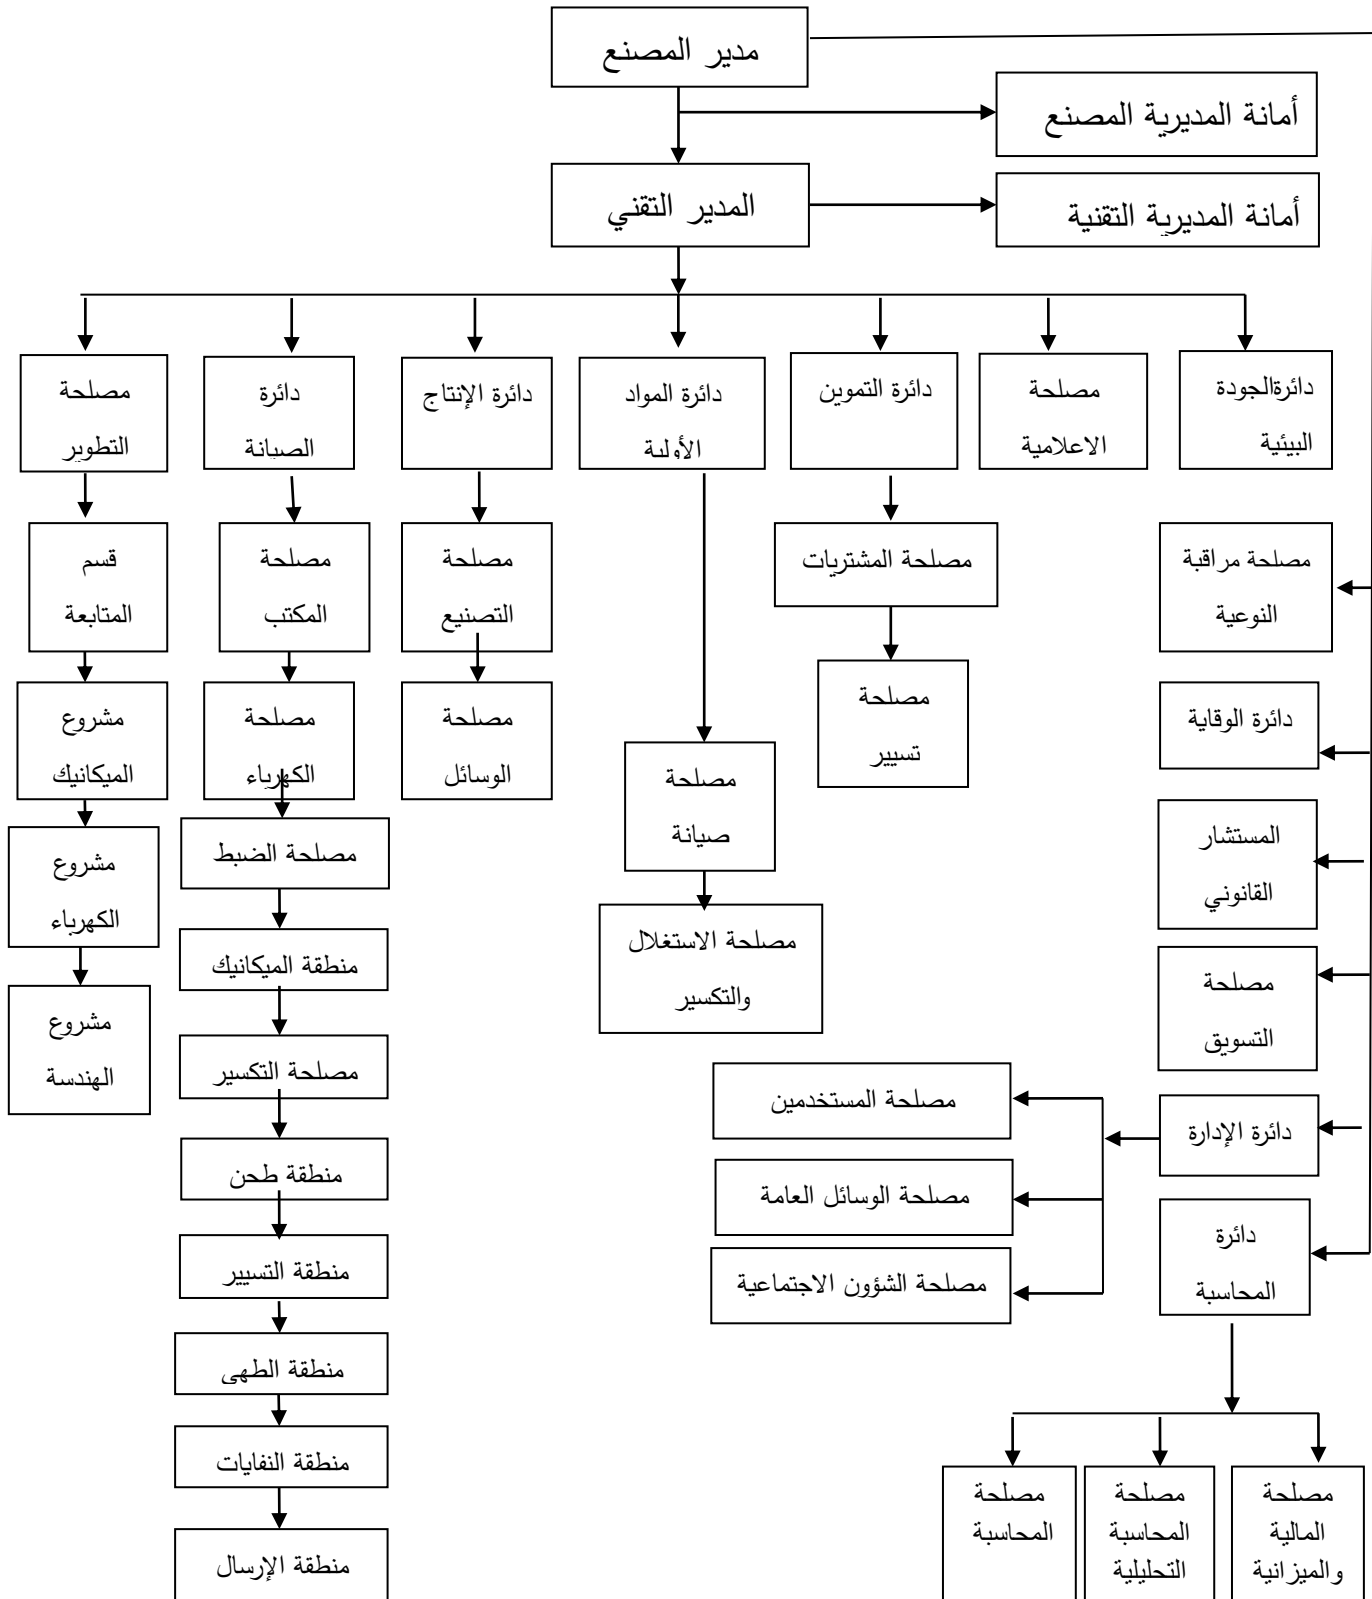 مدير المصنع
أمانة المديرية المصنع
المدير التقني
أمانة المديرية التقنية
دائرةالجودة
البيئية
مصلحة
الاعلامية
دائرة التموين
دائرة المواد
الأولية
دائرة الإنتاج
دائرة
الصيانة
مصلحة
التطوير
مصلحة مراقبة
النوعية
مصلحة المشتريات
مصلحة
التصنيع
مصلحة
المكتب
قسم
المتابعة
دائرة الوقاية
مصلحة
تسيير
مصلحة
صيانة
مصلحة
الوسائل
مصلحة
الكهرباء
مشروع
الميكانيك
المستشار
القانوني
مصلحة الضبط
مشروع
الكهرباء
مصلحة الاستغلال
والتكسير
منطقة الميكانيك
مصلحة
التسويق
مشروع
الهندسة
مصلحة التكسير
مصلحة المستخدمين
دائرة الإدارة
منطقة طحن
مصلحة الوسائل العامة
دائرة
المحاسبة
منطقة التسيير
مصلحة الشؤون الاجتماعية
منطقة الطهي
منطقة النفايات
مصلحة
المالية
والميزانية
مصلحة
المحاسبة
التحليلية
مصلحة
المحاسبة
منطقة الإرسال